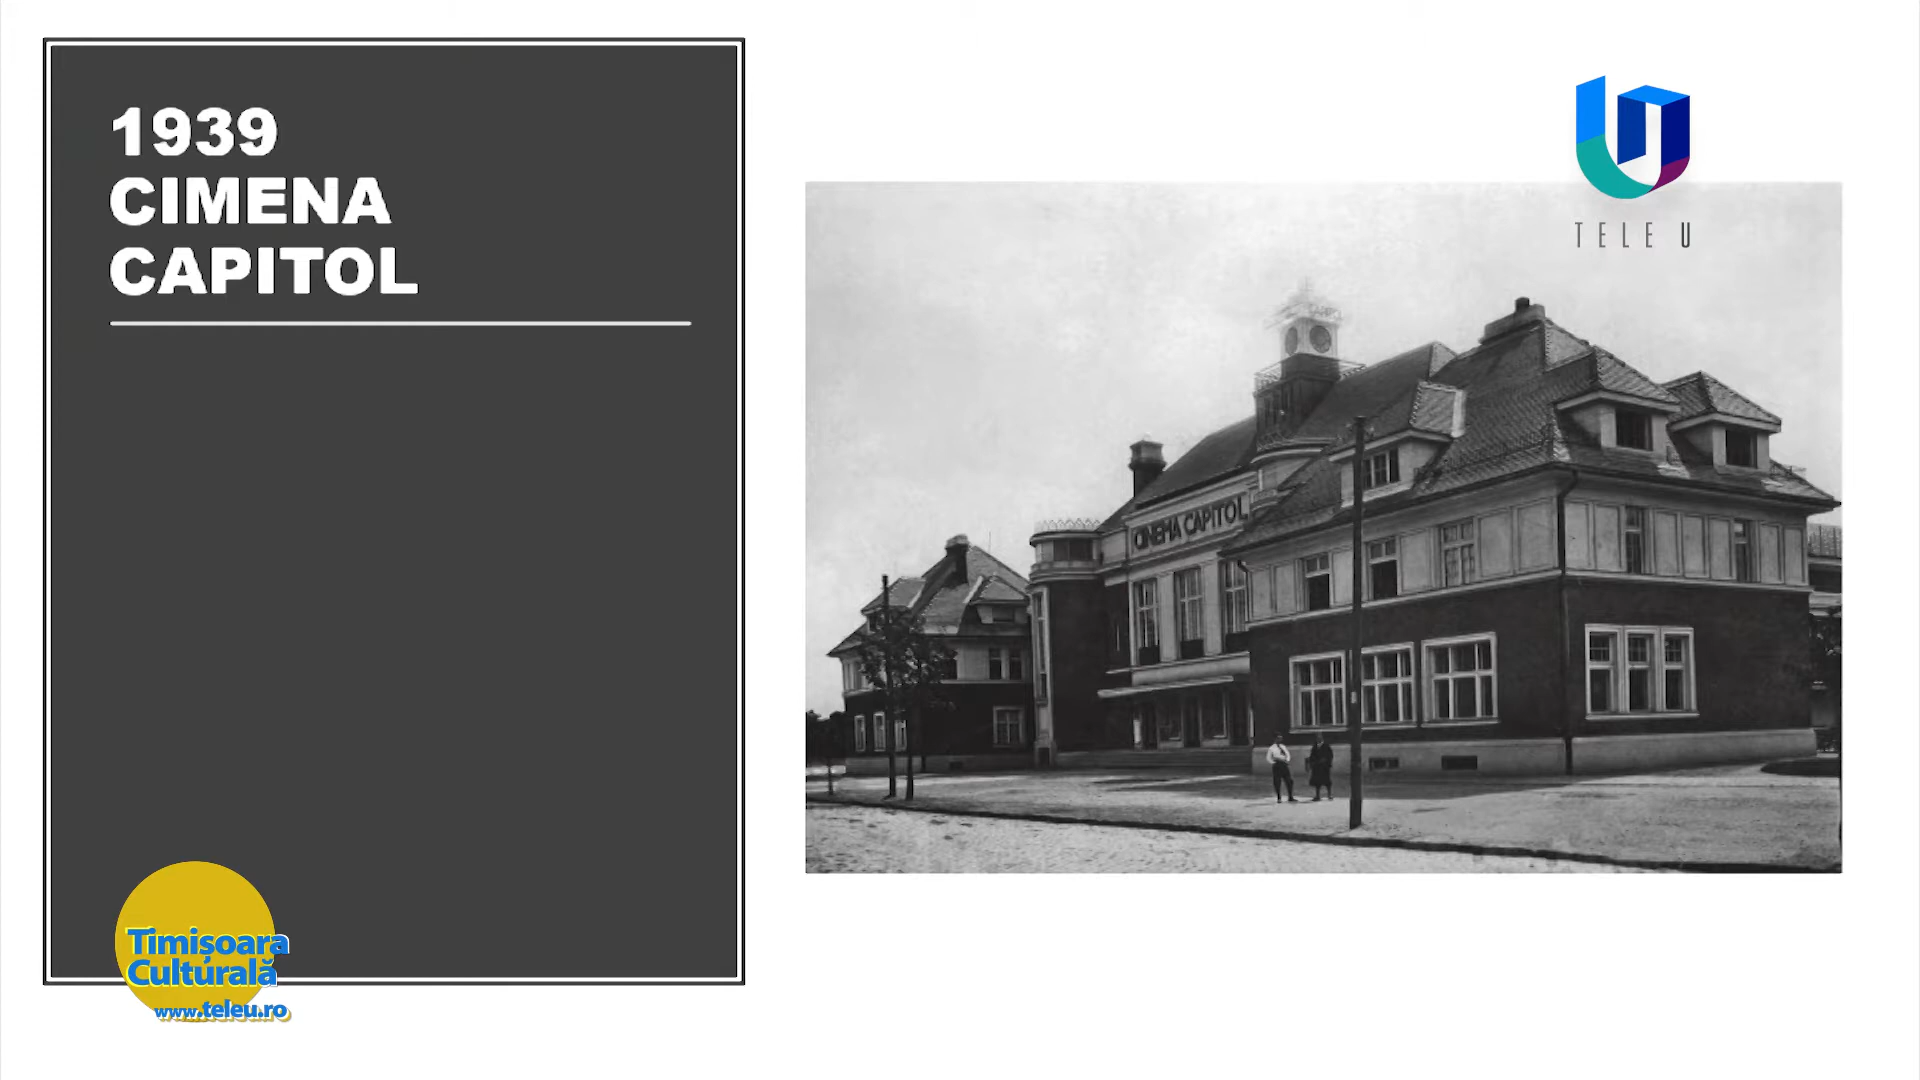 1939
CIMENA
CAPITOL
TELE U
CINEMA CAPITOL
Timișoara
Culturală
www.teleu.ro